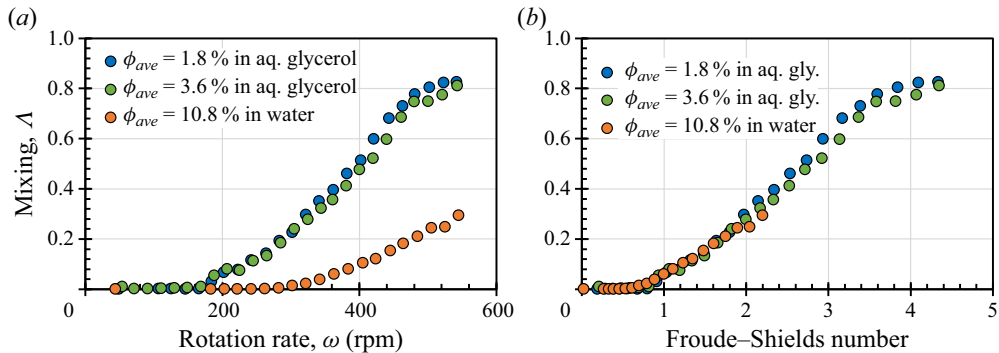 (a)
1.0
0.8
0.6
0.4
0.2
0
Mixing, Λ
ϕave = 1.8 % in aq. glycerol
ϕave = 3.6 % in aq. glycerol
ϕave = 10.8 % in water
200
400
600
Rotation rate, ω (rpm)
(b)
1.0
0.8
0.6
0.4
0.2
ϕave = 1.8 % in aq. gly.
ϕave = 3.6 % in aq. gly.
ϕave = 10.8 % in water
0
1
2
3
4
5
Froude–Shields number